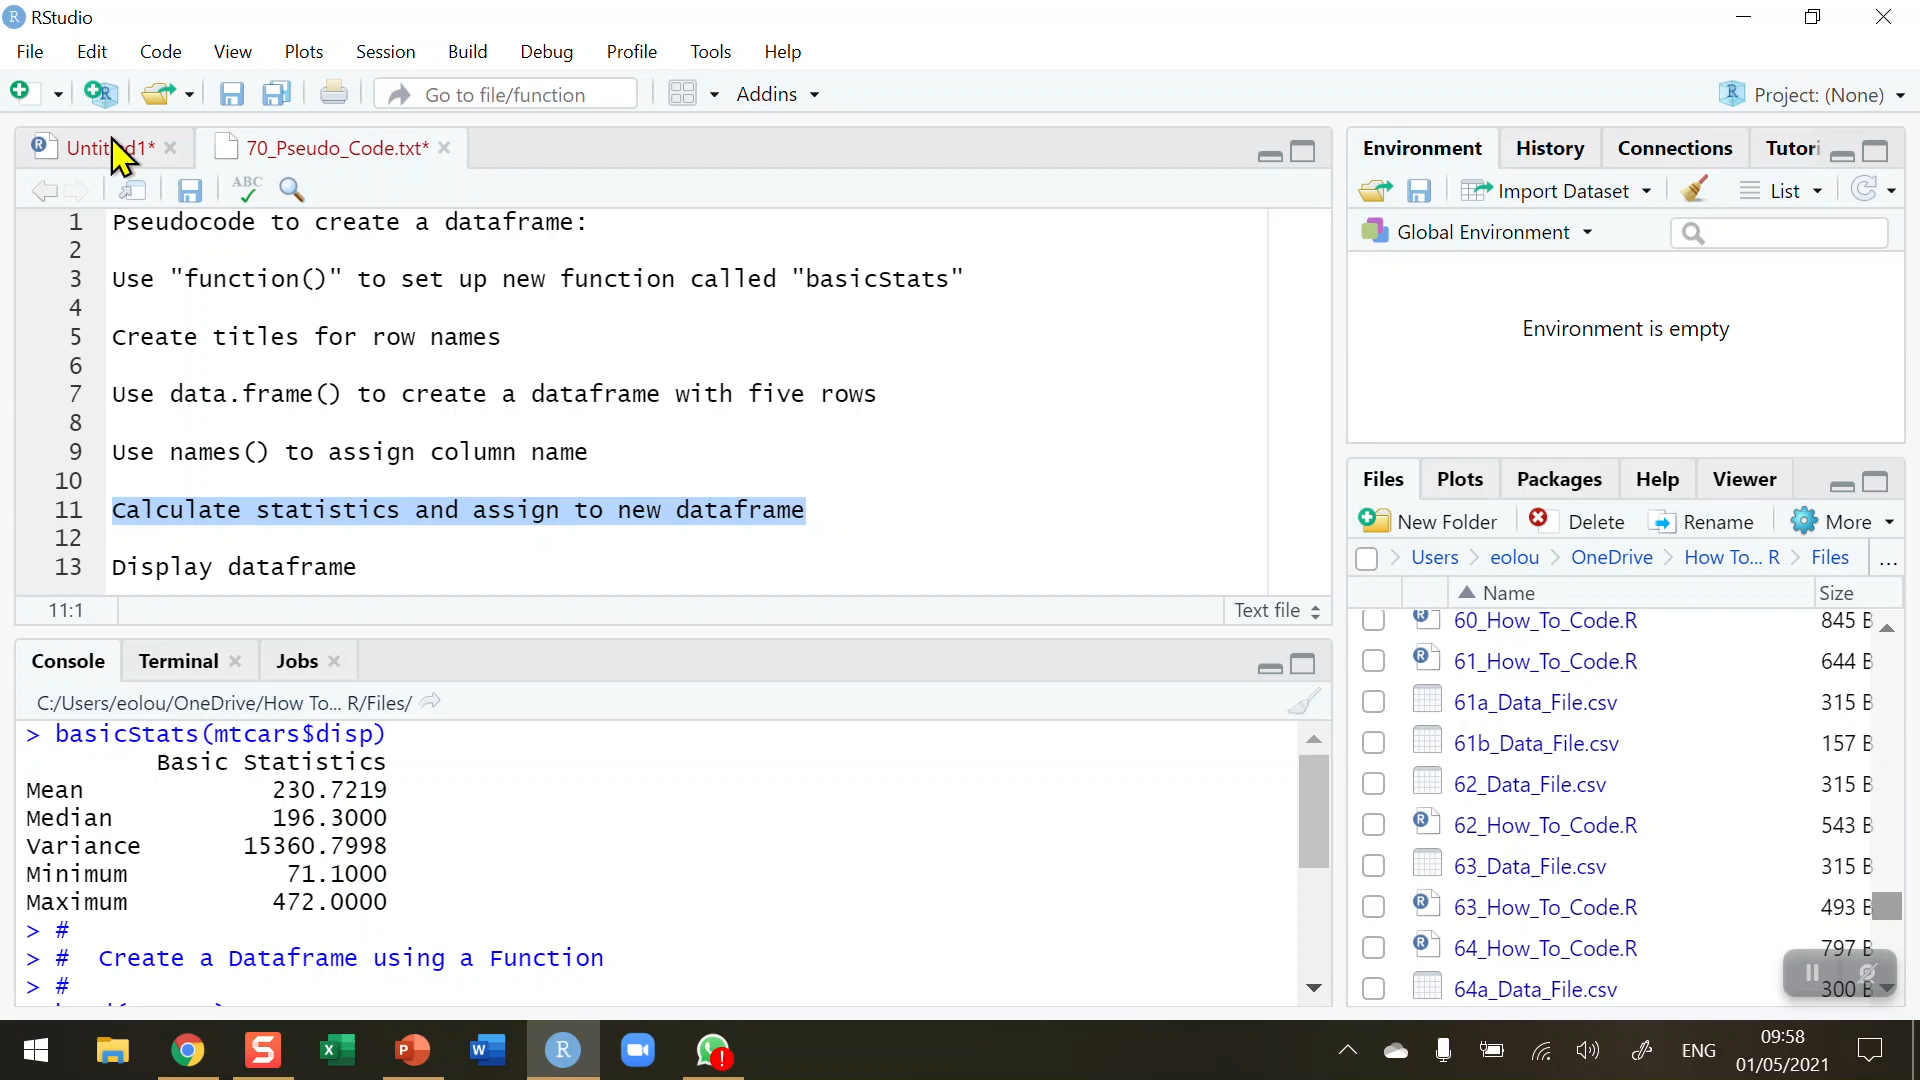 RStudio
File Edit Code View Plots Session Build Debug Profile Tools Help
Go to file/function Addins Project: (None)
Untitled1* 70_Pseudo_Code.txt*
ABC
1 Pseudocode to create a dataframe:
2
3 Use "function()" to set up new function called "basicStats"
4
5 Create titles for row names
6
7 Use data.frame() to create a dataframe with five rows
8
9 Use names() to assign column name
10
11 Calculate statistics and assign to new dataframe
12
13 Display dataframe
11:1 Text file
Console Terminal Jobs
C:/Users/eolou/OneDrive/How To... R/Files/
> basicStats(mtcars$disp)
Basic Statistics
Mean 230.7219
Median 196.3000
Variance 15360.7998
Minimum 71.1000
Maximum 472.0000
> #
> # Create a Dataframe using a Function
> #
Environment History Connections Tutori
Import Dataset List
Global Environment
Environment is empty
Files Plots Packages Help Viewer
New Folder Delete Rename More
Users eolou OneDrive How To... R Files ...
Name Size
60_How_To_Code.R 845 B
61_How_To_Code.R 644 B
61a_Data_File.csv 315 B
61b_Data_File.csv 157 B
62_Data_File.csv 315 B
62_How_To_Code.R 543 B
63_Data_File.csv 315 B
63_How_To_Code.R 493 B
64_How_To_Code.R 797 B
64a_Data_File.csv 300 B
ENG 09:58
01/05/2021